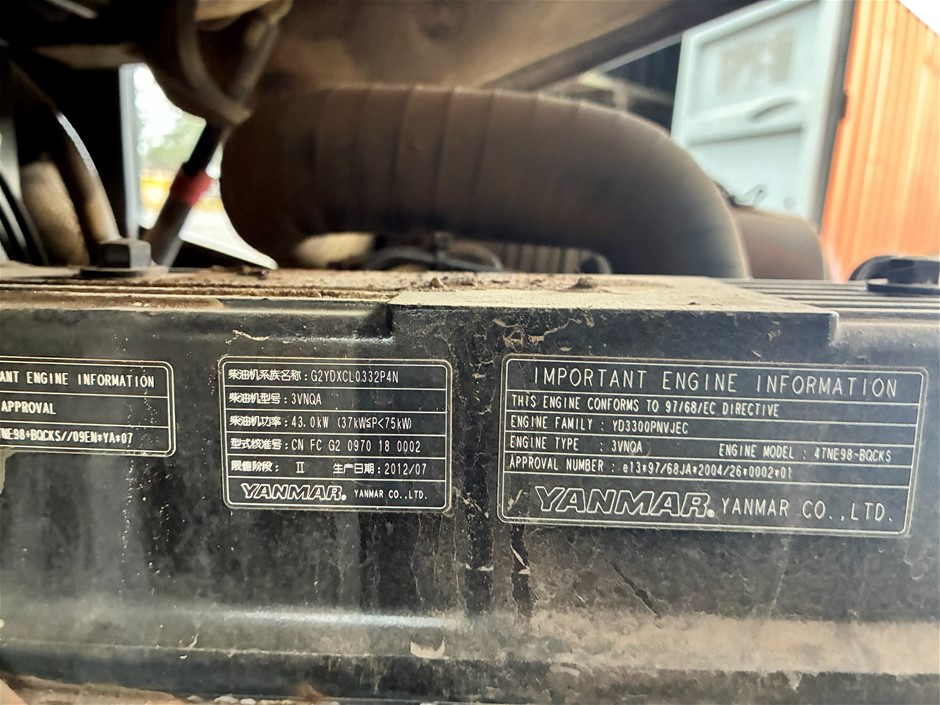 ANT ENGINE INFORMATION
APPROVAL
TNE98*BQCKS//09EN*YA*07
柴油机系族名称：G2YDXCL0332P4N
柴油机型号：3VNQA
柴油机功率：43.0kW (37kW≤P<75kW)
型式核准号：CN FC G2 0970 18 0002
限值阶段： II 生产日期：2012/07
YANMAR. YANMAR CO.,LTD.
IMPORTANT ENGINE INFORMATION
THIS ENGINE CONFORMS TO 97/68/EC DIRECTIVE
ENGINE FAMILY : YD3300PNVJEC
ENGINE TYPE : 3VNQA ENGINE MODEL : 4TNE98-BQCKS
APPROVAL NUMBER : e13*97/68JA*2004/26*0002*01
YANMAR. YANMAR CO.,LTD.